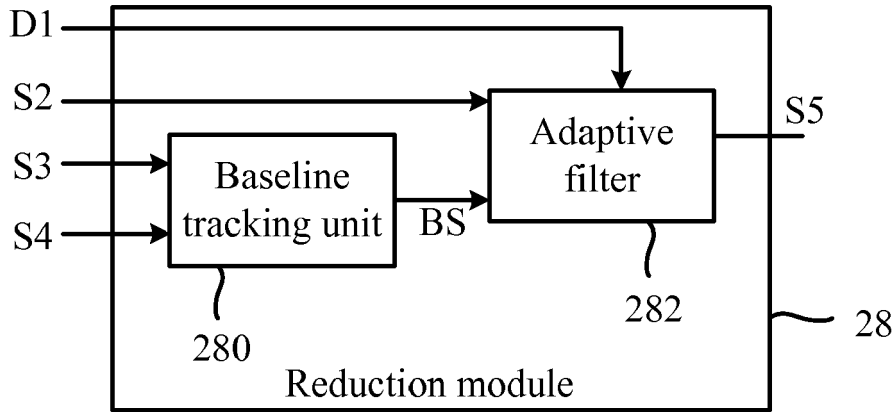 D1
S2
S3
S4
Baseline
tracking unit
BS
Adaptive
filter
S5
280
282
28
Reduction module